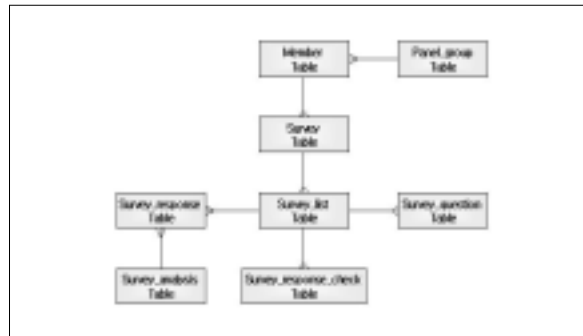 Member
Table
Panel_group
Table
Survey
Table
Survey_response
Table
Survey_list
Table
Survey_question
Table
Survey_analysis
Table
Survey_response_check
Table